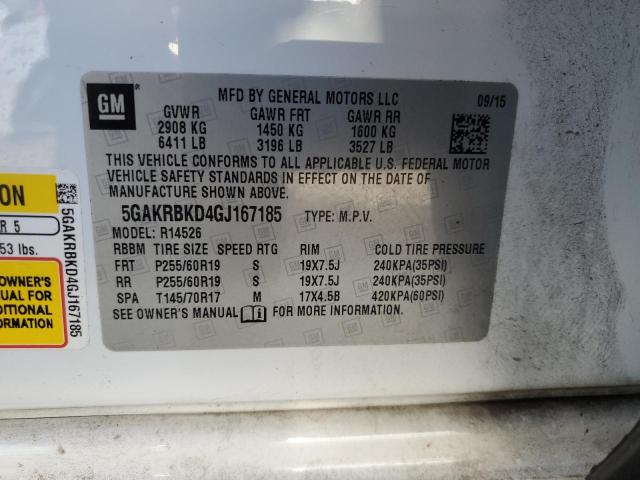 GM
MFD BY GENERAL MOTORS LLC
09/15
GVWR GAWR FRT GAWR RR
2908 KG 1450 KG 1600 KG
6411 LB 3196 LB 3527 LB
THIS VEHICLE CONFORMS TO ALL APPLICABLE U.S. FEDERAL MOTOR
VEHICLE SAFETY STANDARDS IN EFFECT ON THE DATE OF
MANUFACTURE SHOWN ABOVE.
5GAKRBKD4GJ167185 TYPE: M.P.V.
MODEL: R14526
RBBM TIRE SIZE SPEED RTG RIM COLD TIRE PRESSURE
FRT P255/60R19 S 19X7.5J 240KPA(35PSI)
RR P255/60R19 S 19X7.5J 240KPA(35PSI)
SPA T145/70R17 M 17X4.5B 420KPA(60PSI)
SEE OWNER'S MANUAL FOR MORE INFORMATION.
ION
R 5
53 lbs.
OWNER'S
UAL FOR
DITIONAL
ORMATION
5GAKRBKD4GJ167185